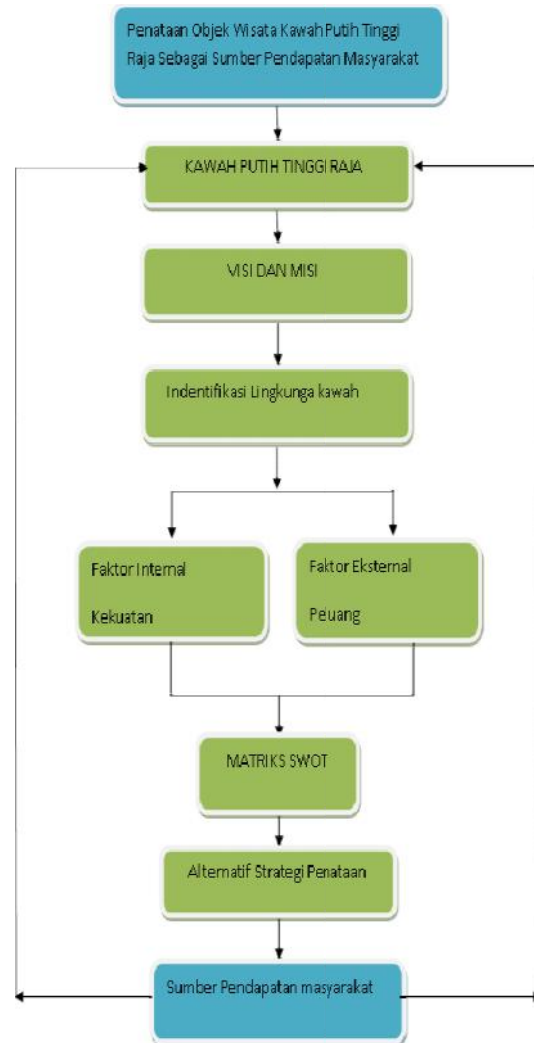 Penataan Objek Wisata Kawah Putih Tinggi
Raja Sebagai Sumber Pendapatan Masyarakat
KAWAH PUTIH TINGGI RAJA
VISI DAN MISI
Indentifikasi Lingkunga kawah
Faktor Internal
Kekuatan
Faktor Eksternal
Peuang
MATRIKS SWOT
Alternatif Strategi Penataan
Sumber Pendapatan masyarakat